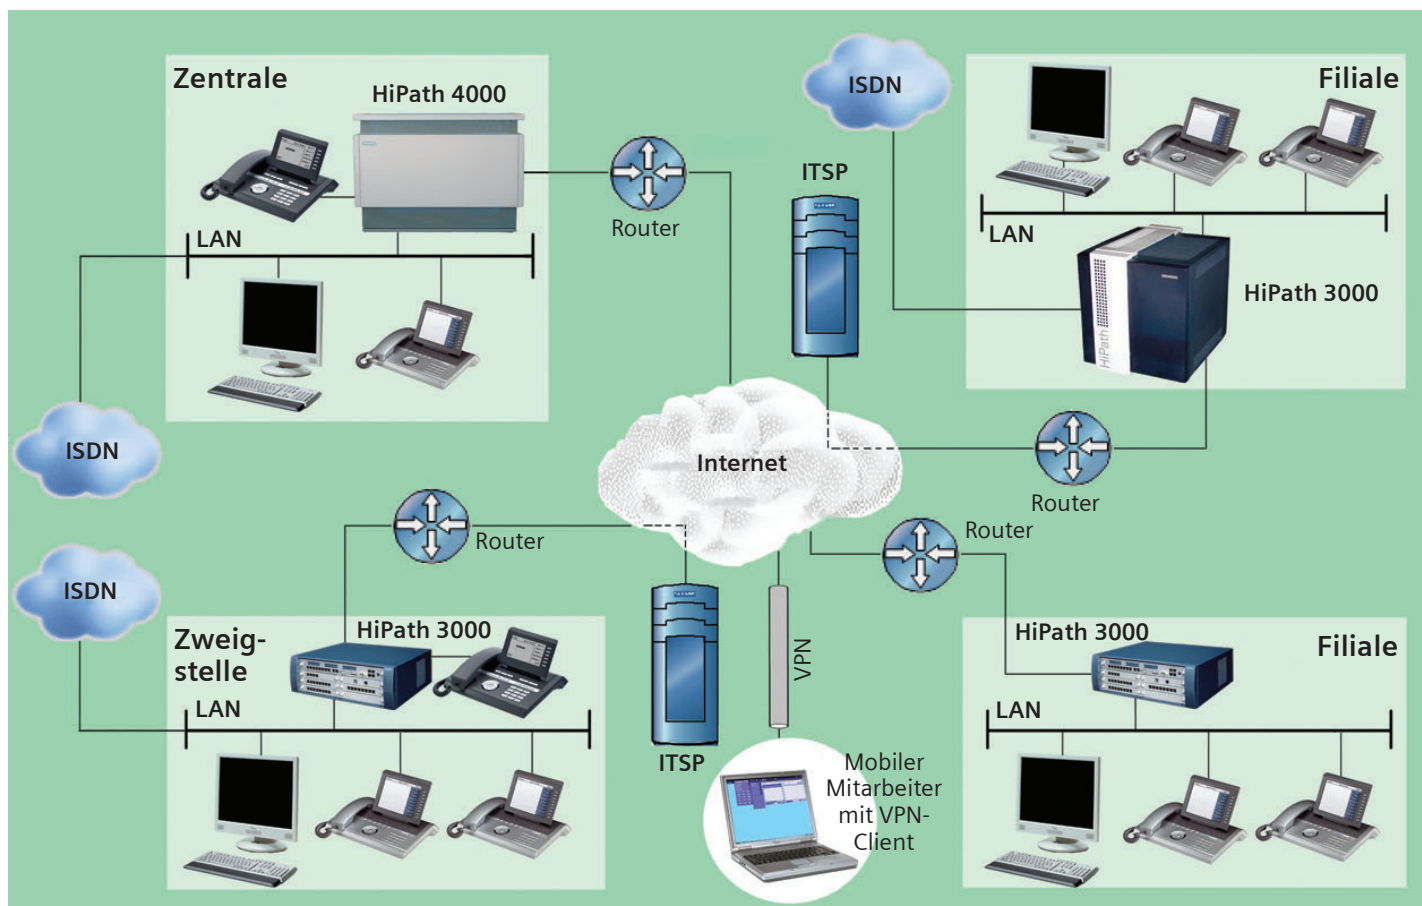 Zentrale
HiPath 4000
LAN
Router
ISDN
ITSP
ISDN
Filiale
LAN
HiPath 3000
HiPath
Router
Internet
Router
Router
ISDN
Zweig-
stelle
HiPath 3000
LAN
ITSP
VPN
Mobiler
Mitarbeiter
mit VPN-
Client
HiPath 3000
Filiale
LAN